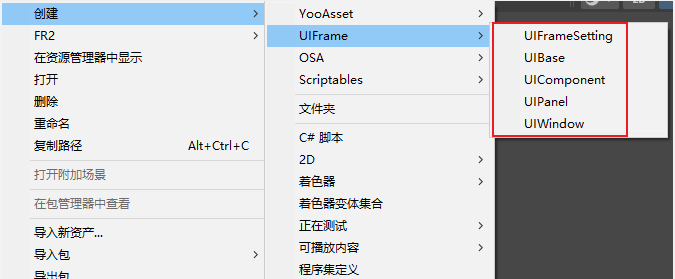 创建
FR2
在资源管理器中显示
打开
删除
重命名
复制路径 Alt+Ctrl+C
打开附加场景
在包管理器中查看
导入新资产...
导入包
导出包
YooAsset
UIFrame
OSA
Scriptables
文件夹
C# 脚本
2D
着色器
着色器变体集合
正在测试
可播放内容
程序集定义
UIFrameSetting
UIBase
UIComponent
UIPanel
UIWindow